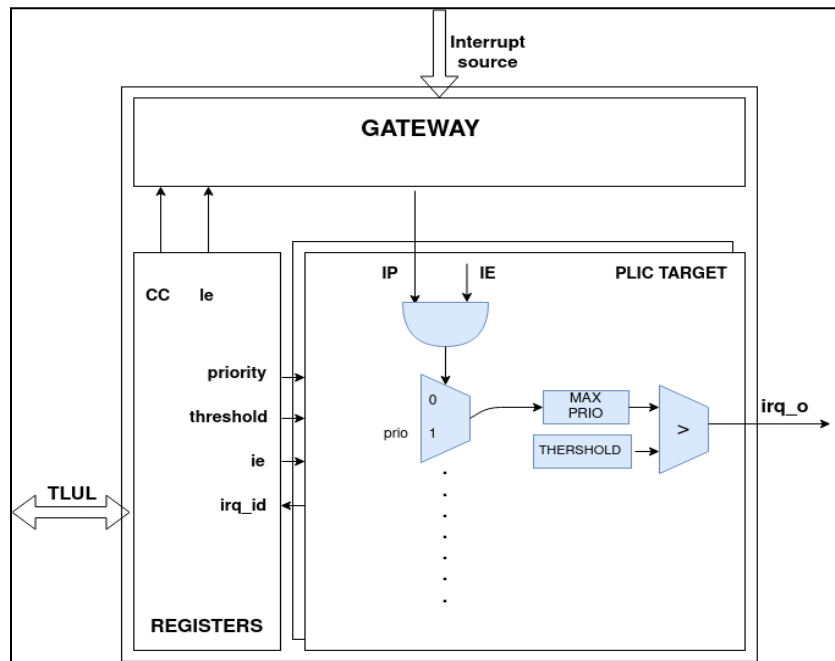 Interrupt
source
GATEWAY
CC Ie
IP IE PLIC TARGET
priority
threshold
ie
irq_id
0
prio 1
MAX
PRIO
THERSHOLD
>
irq_o
TLUL
REGISTERS